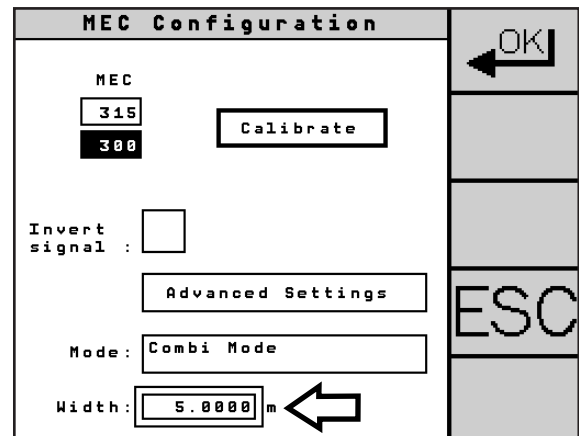 MEC Configuration
OK
MEC
315
Calibrate
300
Invert
signal :
Advanced Settings
ESC
Mode: Combi Mode
Width: 5.0000 m